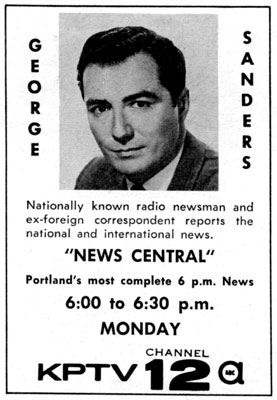 GEORGE
SANDERS
Nationally known radio newsman and
ex-foreign correspondent reports the
national and international news.
"NEWS CENTRAL"
Portland's most complete 6 p.m. News
6:00 to 6:30 p.m.
MONDAY
CHANNEL
KPTV 12 a
abc